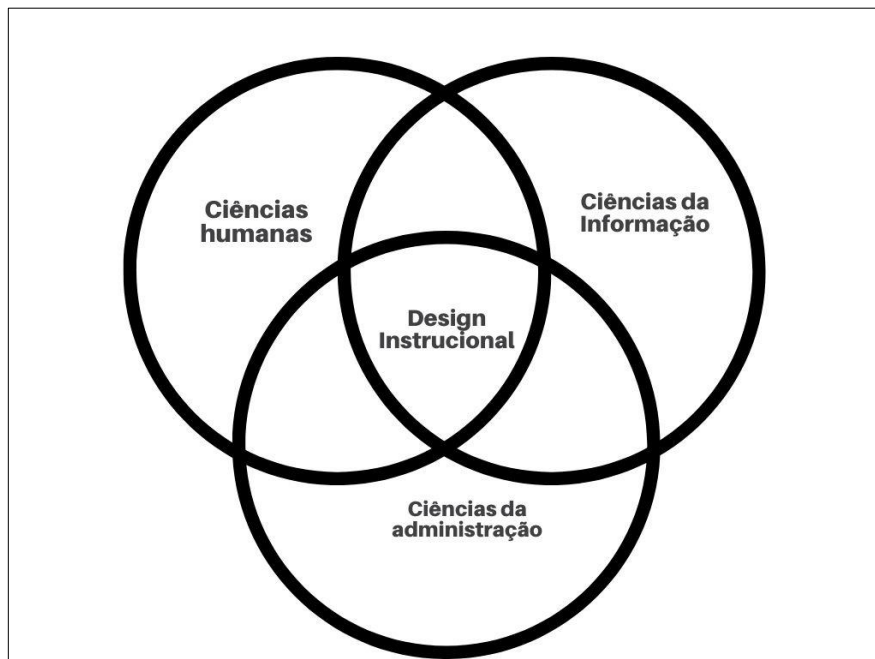 Ciências
humanas
Ciências da
Informação
Design
Instrucional
Ciências da
administração